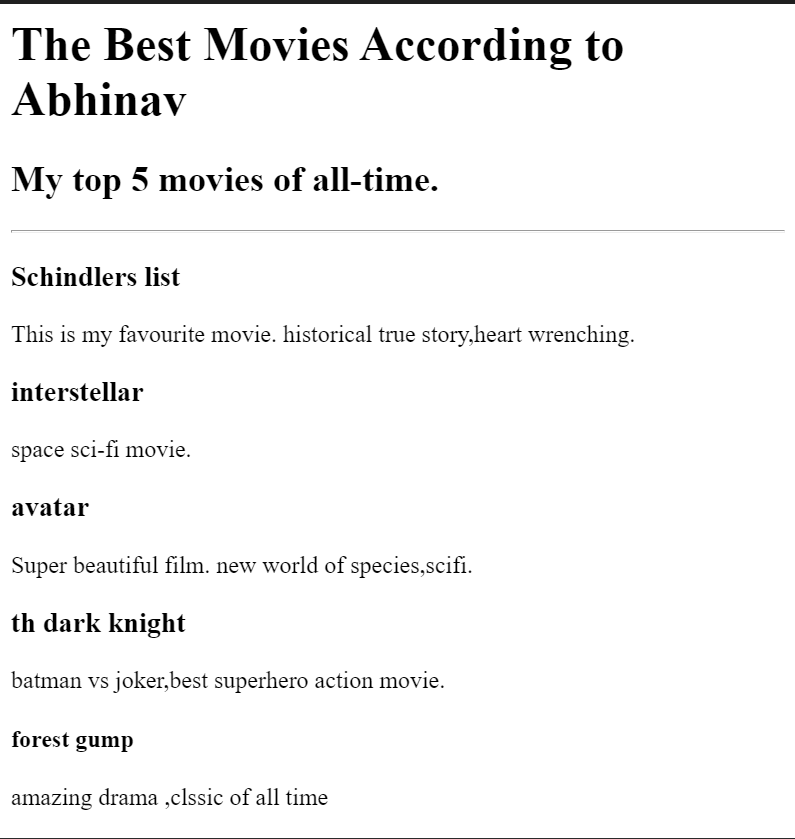 The Best Movies According to
Abhinav
My top 5 movies of all-time.
Schindlers list
This is my favourite movie. historical true story,heart wrenching.
interstellar
space sci-fi movie.
avatar
Super beautiful film. new world of species,scifi.
th dark knight
batman vs joker,best superhero action movie.
forest gump
amazing drama ,clssic of all time